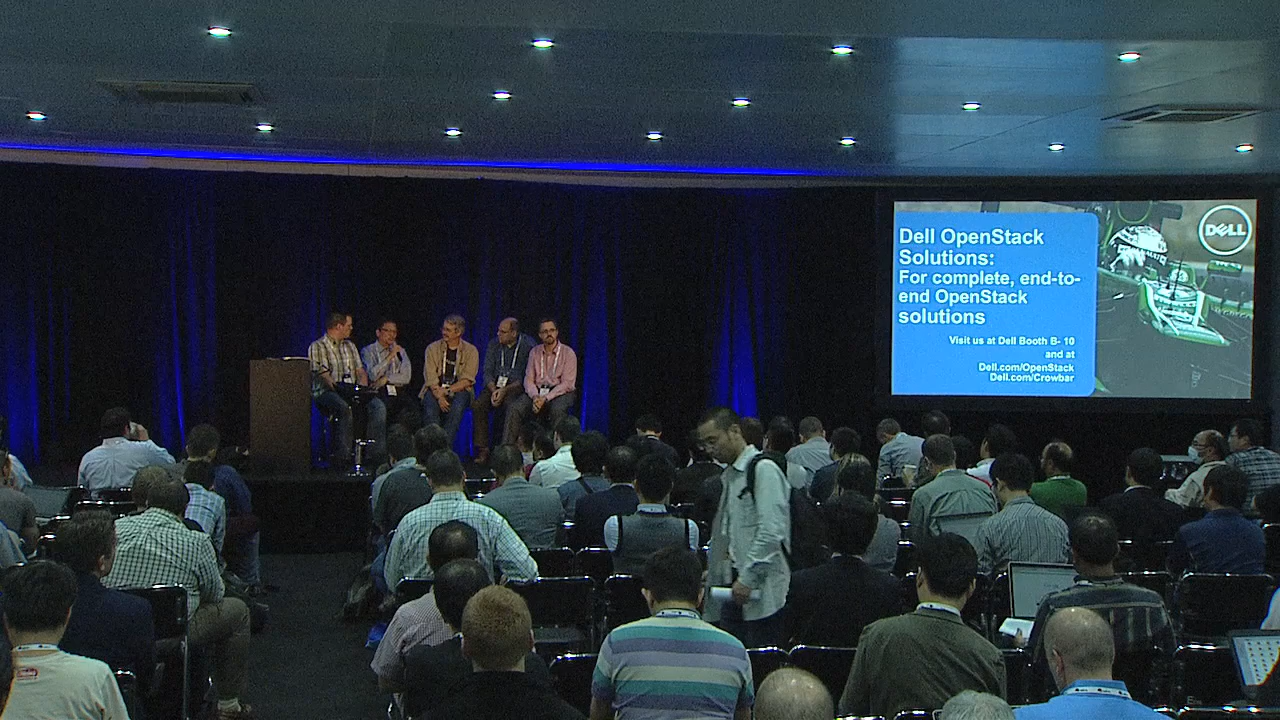 Dell OpenStack
Solutions:
For complete, end-to-
end OpenStack
solutions
Visit us at Dell Booth B- 10
and at
Dell.com/OpenStack
Dell.com/Crowbar
DELL